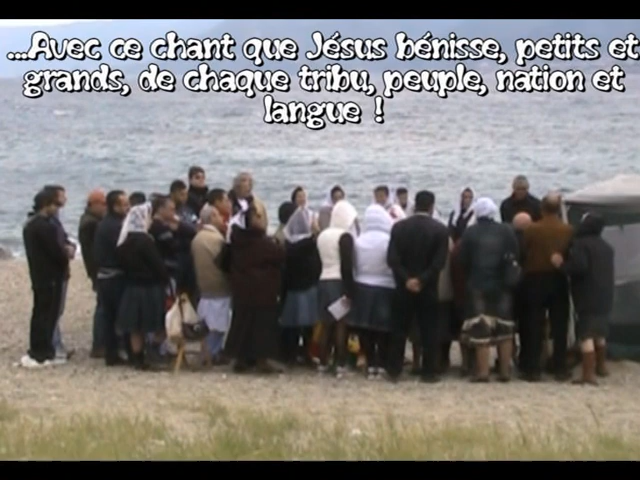 ...Avec ce chant que Jésus bénisse, petits et
grands, de chaque tribu, peuple, nation et
langue !